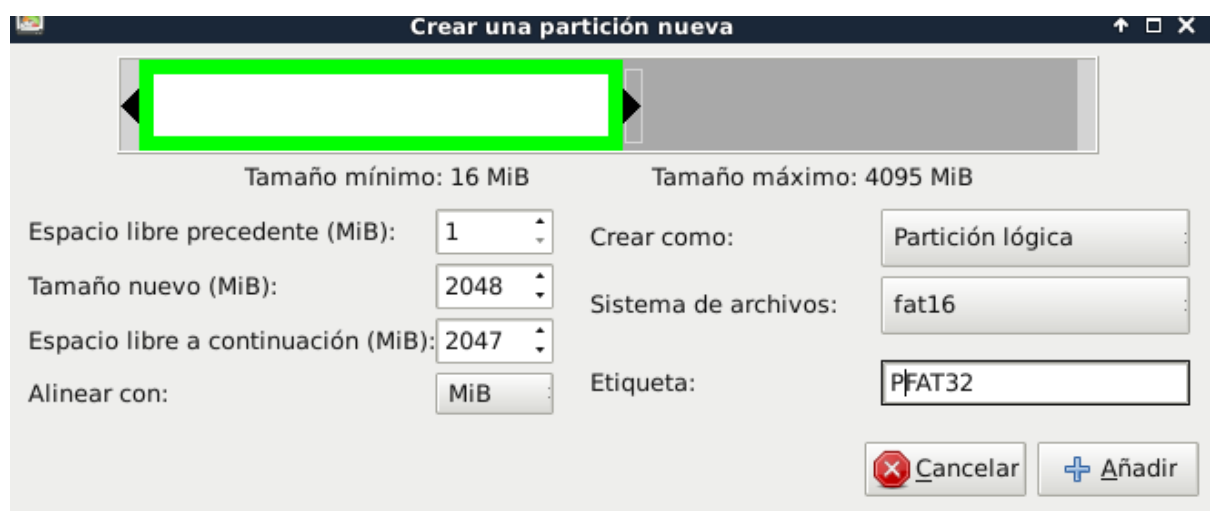 Crear una partición nueva
Tamaño mínimo: 16 MiB Tamaño máximo: 4095 MiB
Espacio libre precedente (MiB): 1 Crear como: Partición lógica
Tamaño nuevo (MiB): 2048 Sistema de archivos: fat16
Espacio libre a continuación (MiB): 2047
Alinear con: MiB Etiqueta: PFAT32
Cancelar Añadir